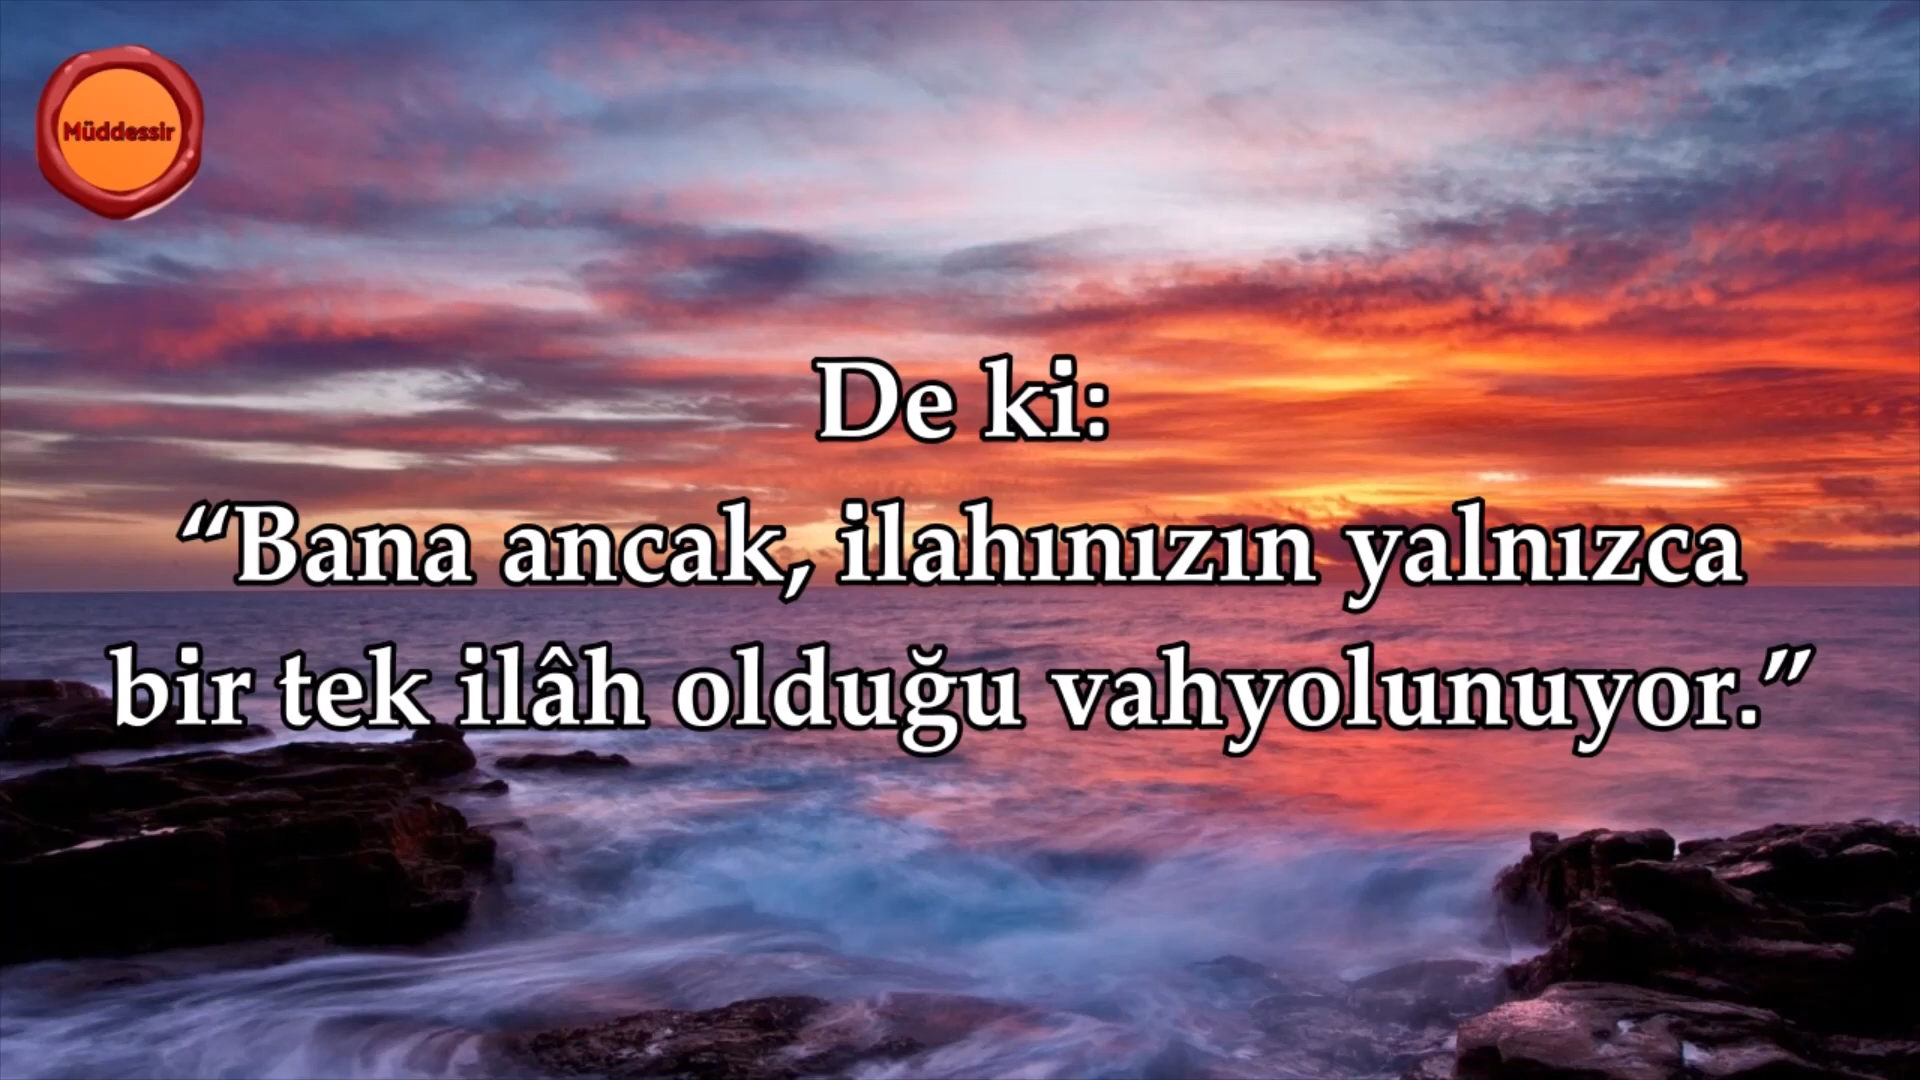 Müddessir
De ki:
“Bana ancak, ilahınızın yalnızca
bir tek ilâh olduğu vahyolunuyor.”